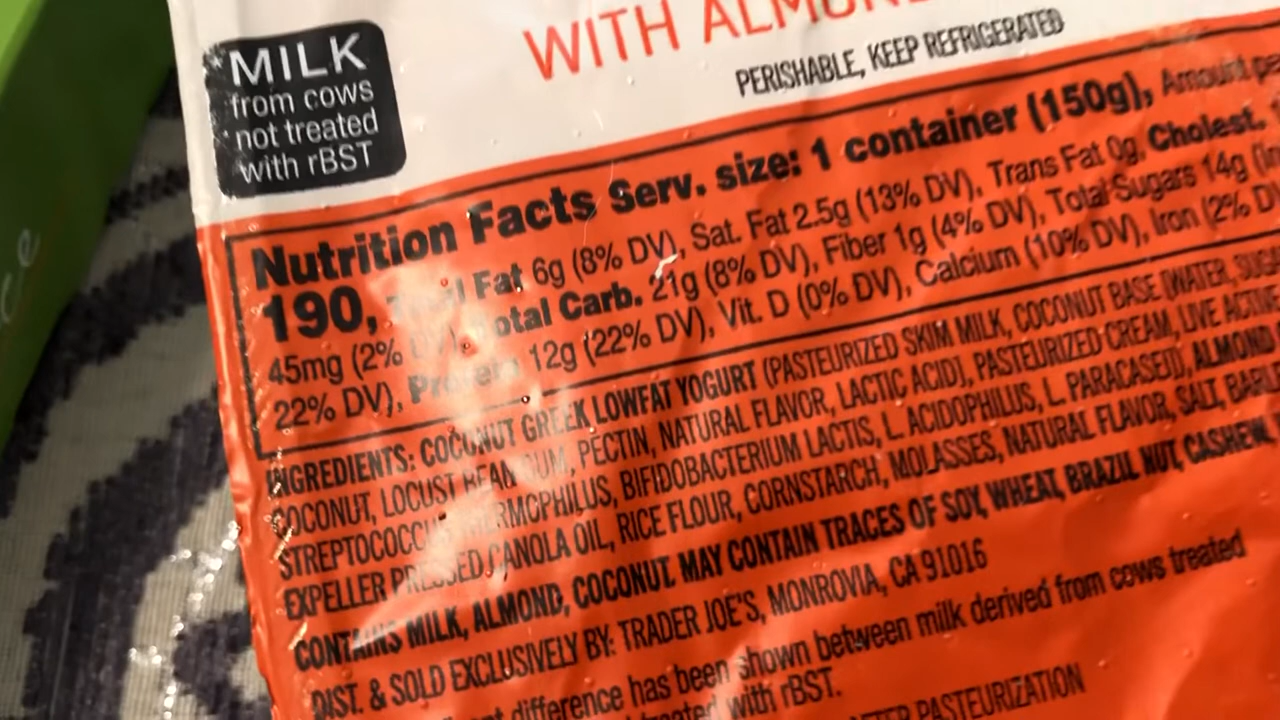 *MILK
from cows
not treated
with rBST
WITH
PERISHABLE, KEEP REFRIGERATED
Nutrition Facts Serv. size: 1 container (150g), Amount
190, Fat 6g (8% DV), Sat. Fat 2.5g (13% DV), Trans Fat 0g, Cholest.
45mg (2% Total Carb. 21g (8% DV), Fiber 1g (4% DV), Total Sugars 14g
22% DV), Protein 12g (22% DV), Vit. D (0% DV), Calcium (10% DV), Iron (2%
INGREDIENTS: COCONUT GREEK LOWFAT YOGURT (PASTEURIZED SKIM MILK, COCONUT BASE (WATER,
COCONUT, LOCUST BEAN GUM, PECTIN, NATURAL FLAVOR, LACTIC ACID), PASTEURIZED CREAM, LIVE
THERMOPHILUS, BIFIDOBACTERIUM LACTIS, L. ACIDOPHILUS, L. PARACASEI), ALMOND
EXPELLER PRESSED CANOLA OIL, RICE FLOUR, CORNSTARCH, MOLASSES, NATURAL FLAVOR, SALT,
CONTAINS MILK, ALMOND, COCONUT. MAY CONTAIN TRACES OF SOY, WHEAT, BRAZIL NUT, CASHEW,
DIST. & SOLD EXCLUSIVELY BY: TRADER JOE'S, MONROVIA, CA 91016
difference has been shown between milk derived from cows treated
treated with rBST.
PASTEURIZATION